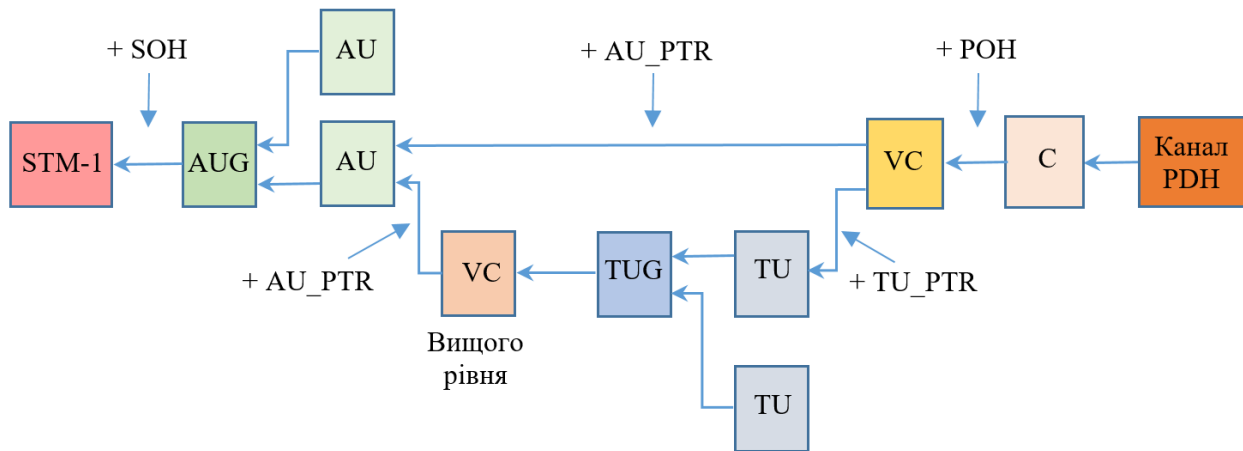 + SOH
AU
+ AU_PTR
+ POH
STM-1
AUG
AU
VC
C
Канал
PDH
+ AU_PTR
VC
TUG
TU
+ TU_PTR
Вищого
рівня
TU